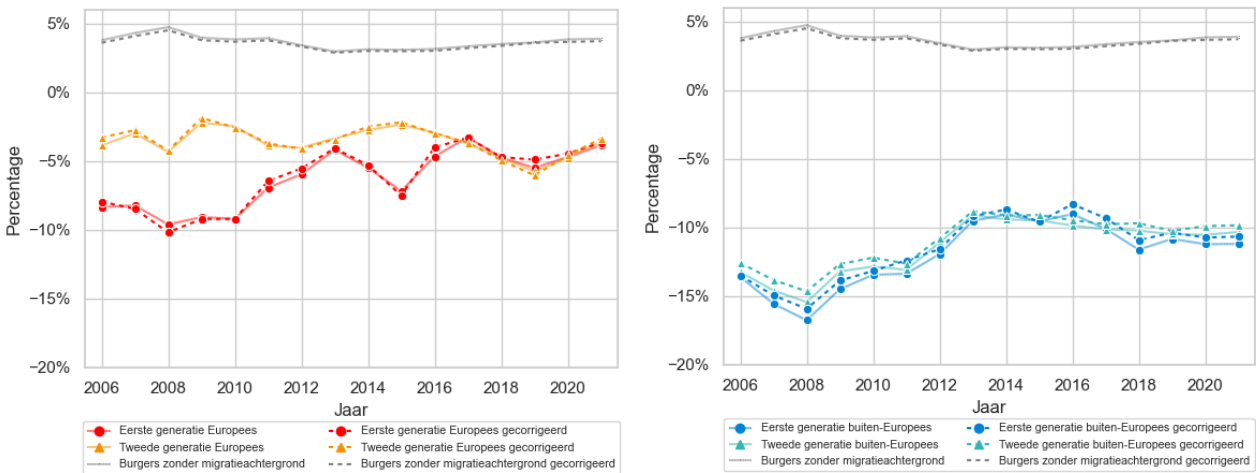 5%
0%
−5%
−10%
−15%
−20%
Percentage
2006 2008 2010 2012 2014 2016 2018 2020
Jaar
Eerste generatie Europees
Eerste generatie Europees gecorrigeerd
Tweede generatie Europees
Tweede generatie Europees gecorrigeerd
Burgers zonder migratieachtergrond
Burgers zonder migratieachtergrond gecorrigeerd
5%
0%
−5%
−10%
−15%
−20%
Percentage
2006 2008 2010 2012 2014 2016 2018 2020
Jaar
Eerste generatie buiten-Europees
Eerste generatie buiten-Europees gecorrigeerd
Tweede generatie buiten-Europees
Tweede generatie buiten-Europees gecorrigeerd
Burgers zonder migratieachtergrond
Burgers zonder migratieachtergrond gecorrigeerd